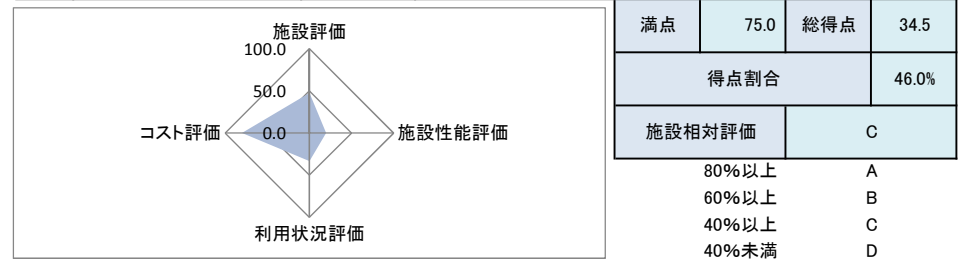 施設評価
100.0
50.0
コスト評価 0.0 施設性能評価
利用状況評価
満点 75.0 総得点 34.5
得点割合 46.0%
施設相対評価 C
80%以上 A
60%以上 B
40%以上 C
40%未満 D